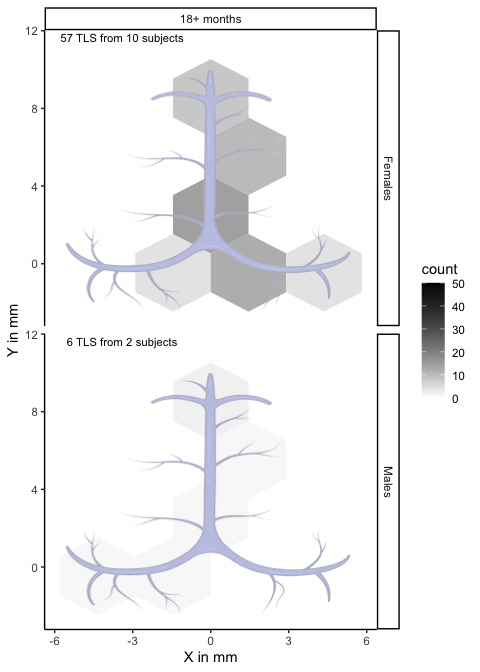 18+ months
57 TLS from 10 subjects
12
8
4
0
Females
6 TLS from 2 subjects
12
8
4
0
Males
-6 -3 0 3 6
X in mm
Y in mm
count
50
40
30
20
10
0